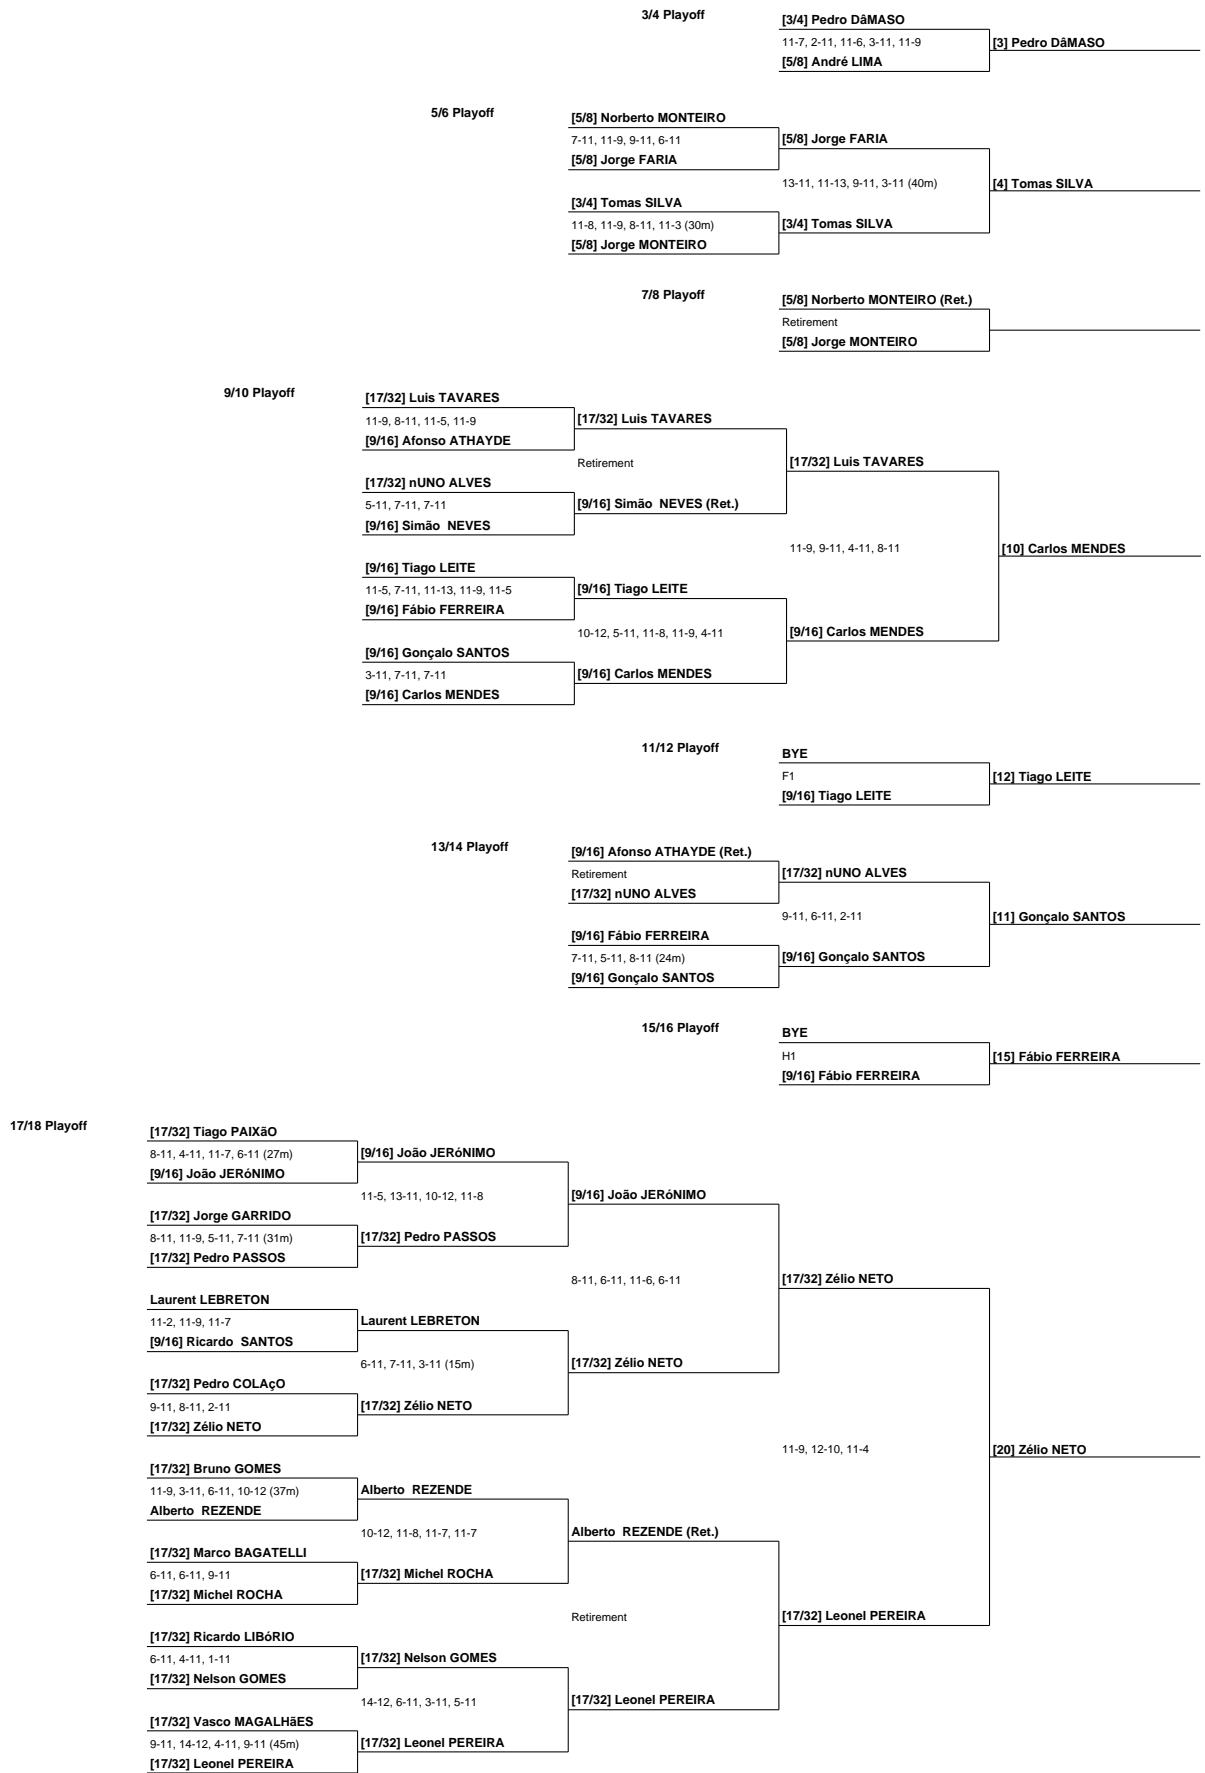 3/4 Playoff
[3/4] Pedro DâMASO
11-7, 2-11, 11-6, 3-11, 11-9
[3] Pedro DâMASO
[5/8] André LIMA
5/6 Playoff
[5/8] Norberto MONTEIRO
7-11, 11-9, 9-11, 6-11
[5/8] Jorge FARIA
[5/8] Jorge FARIA
13-11, 11-13, 9-11, 3-11 (40m)
[4] Tomas SILVA
[3/4] Tomas SILVA
11-8, 11-9, 8-11, 11-3 (30m)
[3/4] Tomas SILVA
[5/8] Jorge MONTEIRO
7/8 Playoff
[5/8] Norberto MONTEIRO (Ret.)
Retirement
[5/8] Jorge MONTEIRO
9/10 Playoff
[17/32] Luis TAVARES
11-9, 8-11, 11-5, 11-9
[17/32] Luis TAVARES
[9/16] Afonso ATHAYDE
Retirement
[17/32] Luis TAVARES
[17/32] nUNO ALVES
5-11, 7-11, 7-11
[9/16] Simão  NEVES (Ret.)
[9/16] Simão  NEVES
11-9, 9-11, 4-11, 8-11
[10] Carlos MENDES
[9/16] Tiago LEITE
11-5, 7-11, 11-13, 11-9, 11-5
[9/16] Tiago LEITE
[9/16] Fábio FERREIRA
10-12, 5-11, 11-8, 11-9, 4-11
[9/16] Carlos MENDES
[9/16] Gonçalo SANTOS
3-11, 7-11, 7-11
[9/16] Carlos MENDES
[9/16] Carlos MENDES
11/12 Playoff
BYE
F1
[12] Tiago LEITE
[9/16] Tiago LEITE
13/14 Playoff
[9/16] Afonso ATHAYDE (Ret.)
Retirement
[17/32] nUNO ALVES
[17/32] nUNO ALVES
9-11, 6-11, 2-11
[11] Gonçalo SANTOS
[9/16] Fábio FERREIRA
7-11, 5-11, 8-11 (24m)
[9/16] Gonçalo SANTOS
[9/16] Gonçalo SANTOS
15/16 Playoff
BYE
H1
[15] Fábio FERREIRA
[9/16] Fábio FERREIRA
17/18 Playoff
[17/32] Tiago PAIXãO
8-11, 4-11, 11-7, 6-11 (27m)
[9/16] João JERóNIMO
[9/16] João JERóNIMO
11-5, 13-11, 10-12, 11-8
[9/16] João JERóNIMO
[17/32] Jorge GARRIDO
8-11, 11-9, 5-11, 7-11 (31m)
[17/32] Pedro PASSOS
[17/32] Pedro PASSOS
8-11, 6-11, 11-6, 6-11
[17/32] Zélio NETO
Laurent LEBRETON
11-2, 11-9, 11-7
Laurent LEBRETON
[9/16] Ricardo  SANTOS
6-11, 7-11, 3-11 (15m)
[17/32] Zélio NETO
[17/32] Pedro COLAçO
9-11, 8-11, 2-11
[17/32] Zélio NETO
[17/32] Zélio NETO
11-9, 12-10, 11-4
[20] Zélio NETO
[17/32] Bruno GOMES
11-9, 3-11, 6-11, 10-12 (37m)
Alberto  REZENDE
Alberto  REZENDE
10-12, 11-8, 11-7, 11-7
Alberto  REZENDE (Ret.)
[17/32] Marco BAGATELLI
6-11, 6-11, 9-11
[17/32] Michel ROCHA
[17/32] Michel ROCHA
Retirement
[17/32] Leonel PEREIRA
[17/32] Ricardo LIBóRIO
6-11, 4-11, 1-11
[17/32] Nelson GOMES
[17/32] Nelson GOMES
14-12, 6-11, 3-11, 5-11
[17/32] Leonel PEREIRA
[17/32] Vasco MAGALHãES
9-11, 14-12, 4-11, 9-11 (45m)
[17/32] Leonel PEREIRA
[17/32] Leonel PEREIRA